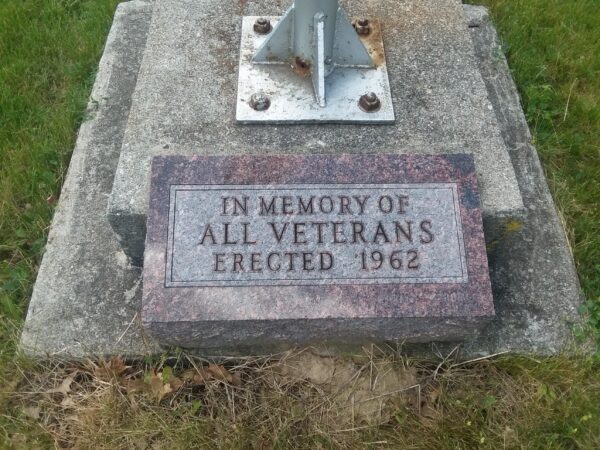 IN MEMORY OF
ALL VETERANS
ERECTED 1962